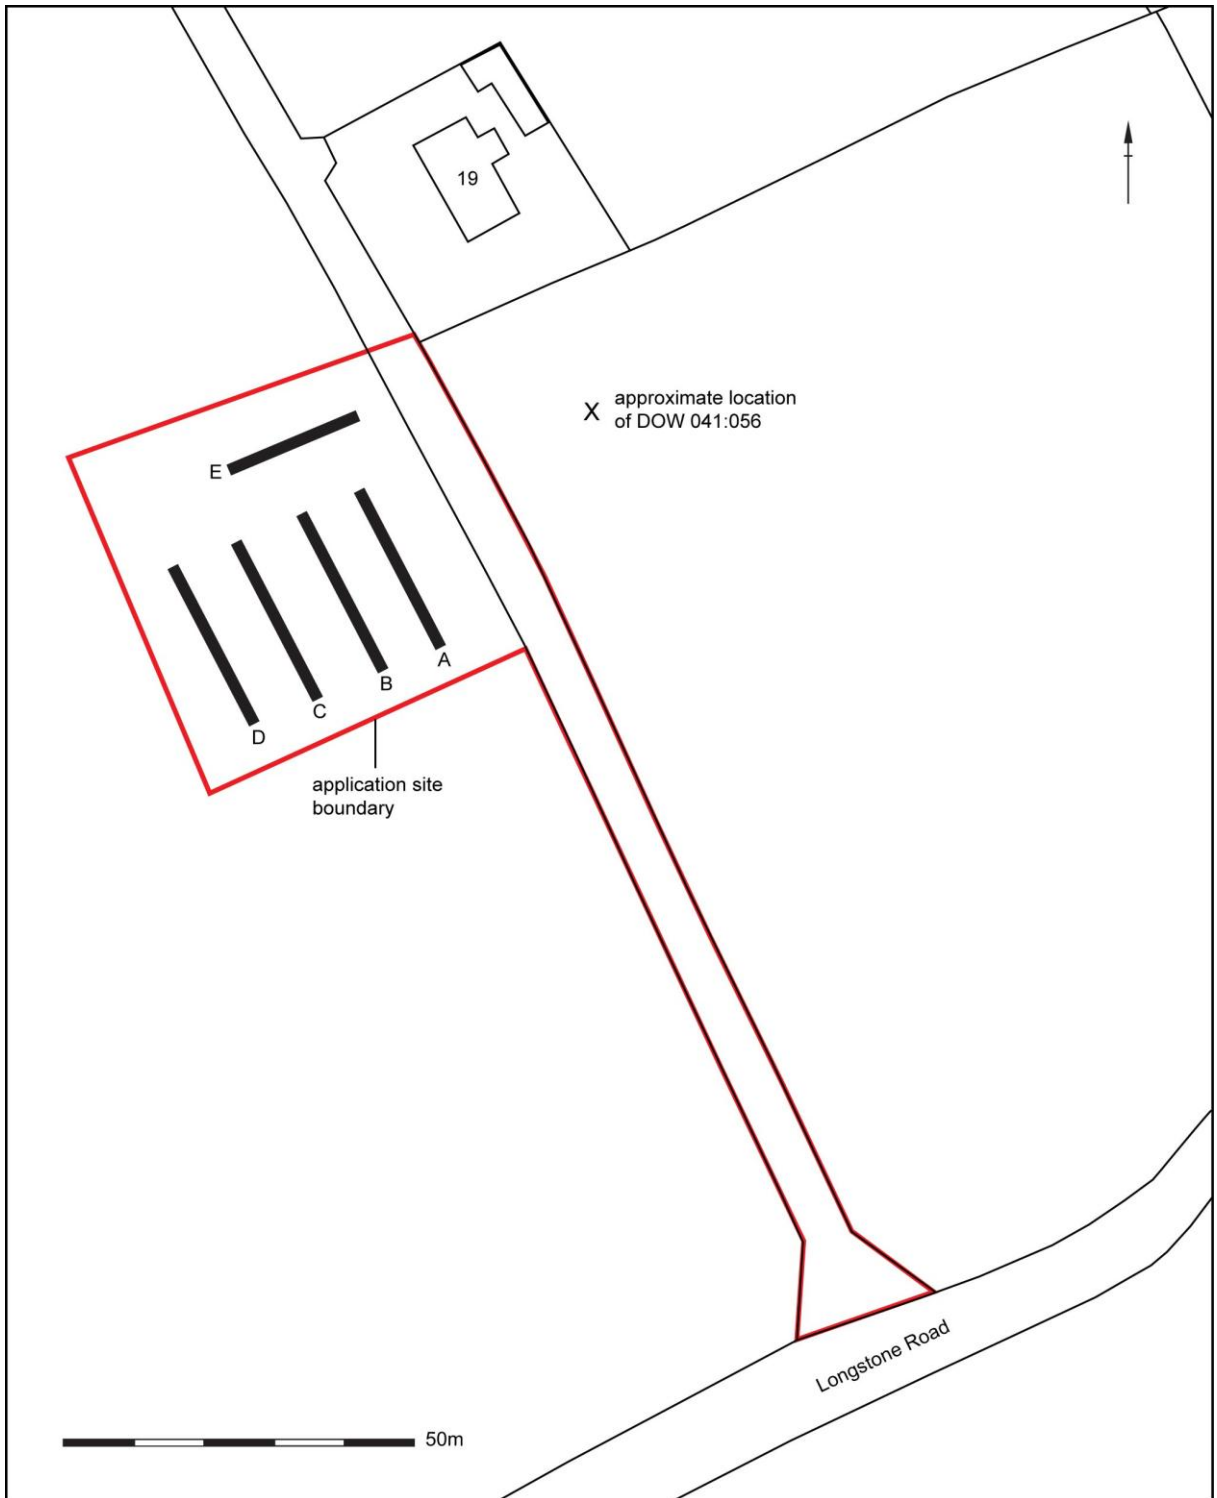 19
X approximate location
of DOW 041:056
E
A
B
C
D
application site
boundary
Longstone Road
50m